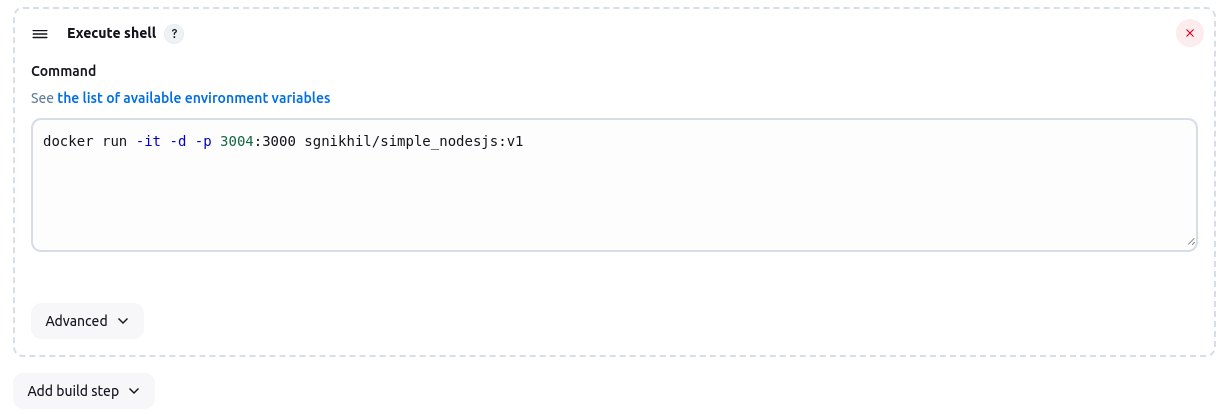 Execute shell ?
Command
See the list of available environment variables
docker run -it -d -p 3004:3000 sgnikhil/simple_nodesjs:v1
Advanced
Add build step